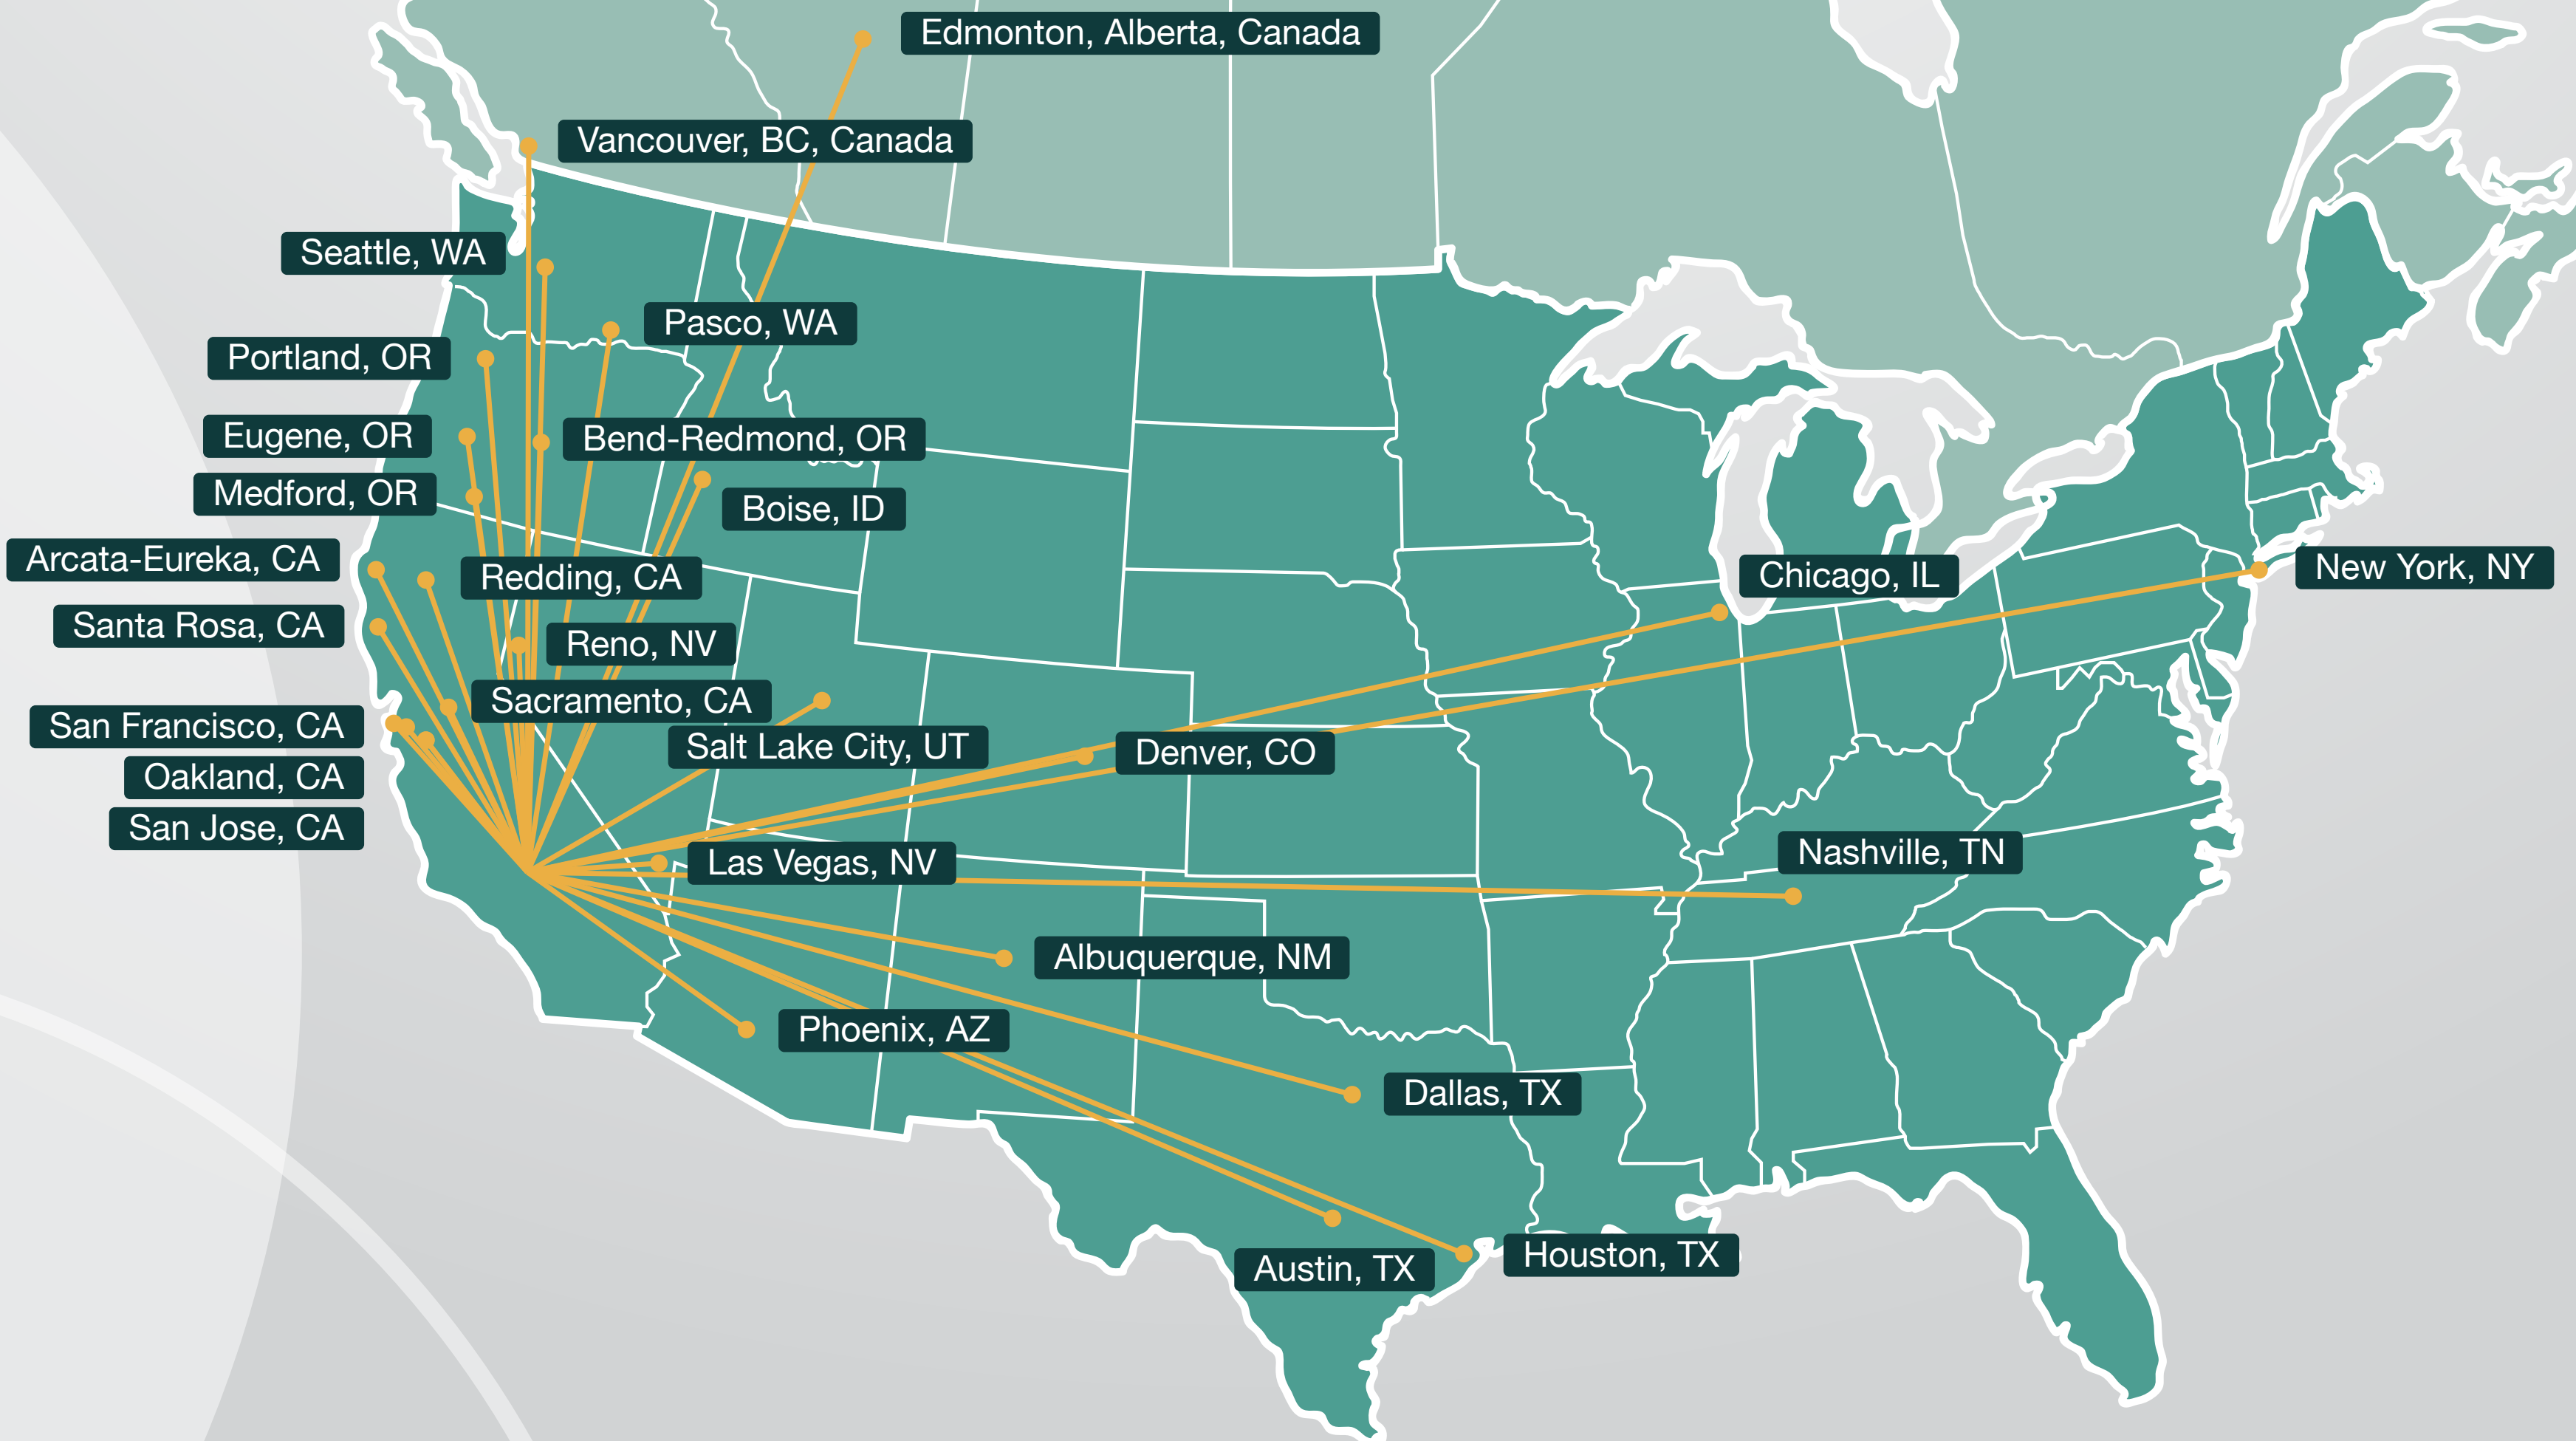 Edmonton, Alberta, Canada
Vancouver, BC, Canada
Seattle, WA
Pasco, WA
Portland, OR
Eugene, OR
Bend-Redmond, OR
Medford, OR
Boise, ID
Arcata-Eureka, CA
Redding, CA
Chicago, IL
New York, NY
Santa Rosa, CA
Reno, NV
Sacramento, CA
San Francisco, CA
Salt Lake City, UT
Denver, CO
Oakland, CA
San Jose, CA
Las Vegas, NV
Nashville, TN
Albuquerque, NM
Phoenix, AZ
Dallas, TX
Austin, TX
Houston, TX